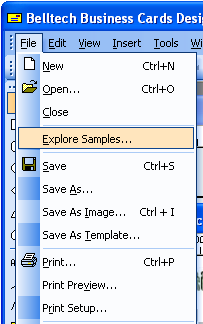 Belltech Business Cards Desi
File Edit View Insert Tools
New Ctrl+N
Open... Ctrl+O
Close
Explore Samples...
Save Ctrl+S
Save As...
Save As Image... Ctrl + I
Save As Template...
Print... Ctrl+P
Print Preview...
Print Setup...